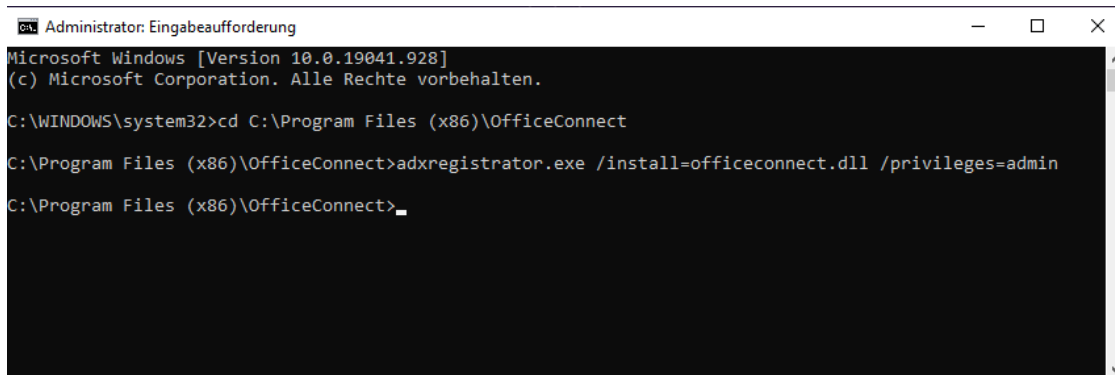 Administrator: Eingabeaufforderung
Microsoft Windows [Version 10.0.19041.928]
(c) Microsoft Corporation. Alle Rechte vorbehalten.
C:\WINDOWS\system32>cd C:\Program Files (x86)\OfficeConnect
C:\Program Files (x86)\OfficeConnect>adxregistrator.exe /install=officeconnect.dll /privileges=admin
C:\Program Files (x86)\OfficeConnect>